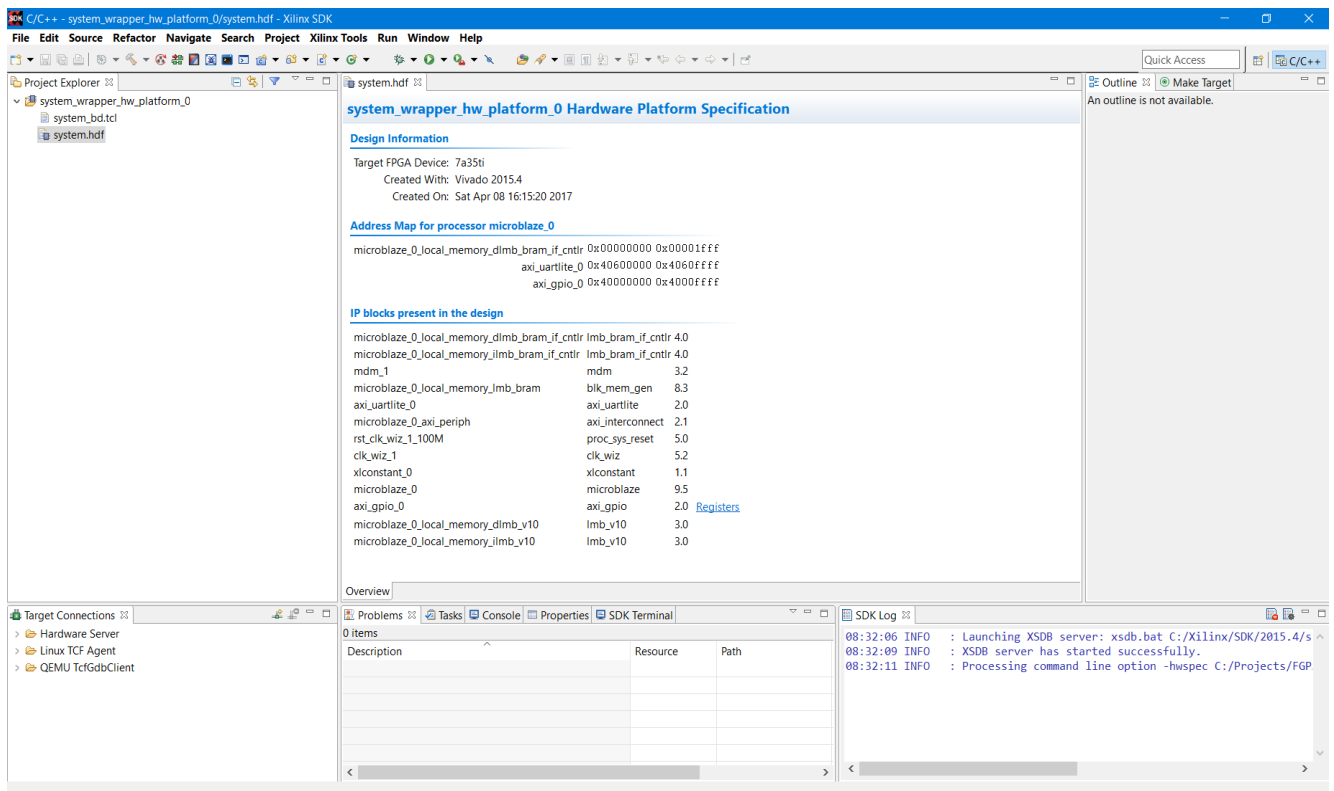 SDK C/C++ - system_wrapper_hw_platform_0/system.hdf - Xilinx SDK
File Edit Source Refactor Navigate Search Project Xilinx Tools Run Window Help
Quick Access C/C++
Project Explorer
system_wrapper_hw_platform_0
system_bd.tcl
system.hdf
system.hdf
system_wrapper_hw_platform_0 Hardware Platform Specification
Design Information
Target FPGA Device: 7a35ti
Created With: Vivado 2015.4
Created On: Sat Apr 08 16:15:20 2017
Address Map for processor microblaze_0
microblaze_0_local_memory_dlmb_bram_if_cntlr 0x00000000 0x00001fff
axi_uartlite_0 0x40600000 0x4060ffff
axi_gpio_0 0x40000000 0x4000ffff
IP blocks present in the design
microblaze_0_local_memory_dlmb_bram_if_cntlr lmb_bram_if_cntlr 4.0
microblaze_0_local_memory_ilmb_bram_if_cntlr lmb_bram_if_cntlr 4.0
mdm_1 mdm 3.2
microblaze_0_local_memory_lmb_bram blk_mem_gen 8.3
axi_uartlite_0 axi_uartlite 2.0
microblaze_0_axi_periph axi_interconnect 2.1
rst_clk_wiz_1_100M proc_sys_reset 5.0
clk_wiz_1 clk_wiz 5.2
xlconstant_0 xlconstant 1.1
microblaze_0 microblaze 9.5
axi_gpio_0 axi_gpio 2.0 Registers
microblaze_0_local_memory_dlmb_v10 lmb_v10 3.0
microblaze_0_local_memory_ilmb_v10 lmb_v10 3.0
Overview
Outline Make Target
An outline is not available.
Target Connections
Hardware Server
Linux TCF Agent
QEMU TcfGdbClient
Problems Tasks Console Properties SDK Terminal
0 items
Description Resource Path
SDK Log
08:32:06 INFO : Launching XSDB server: xsdb.bat C:/Xilinx/SDK/2015.4/s
08:32:09 INFO : XSDB server has started successfully.
08:32:11 INFO : Processing command line option -hwspec C:/Projects/FGP